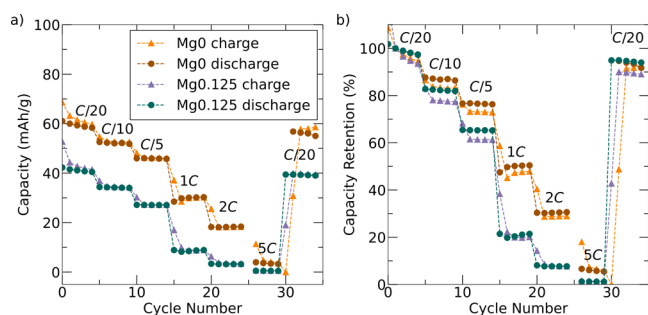 a)
100
80
60
40
20
0
Capacity (mAh/g)
Mg0 charge
Mg0 discharge
Mg0.125 charge
Mg0.125 discharge
C/20
C/10
C/5
1C
2C
5C
C/20
0
10
20
30
Cycle Number
b)
100
80
60
40
20
0
Capacity Retention (%)
C/20
C/10
C/5
1C
2C
5C
C/20
0
10
20
30
40
Cycle Number